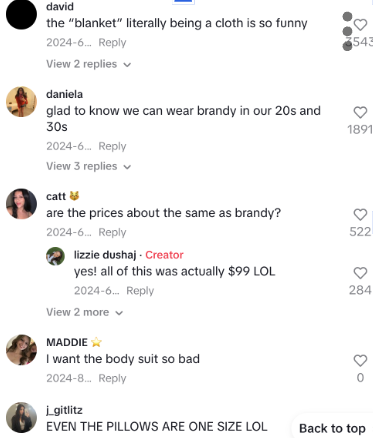 david
the “blanket” literally being a cloth is so funny
2024-6... Reply
3543
View 2 replies
daniela
glad to know we can wear brandy in our 20s and
30s
2024-6... Reply
1891
View 3 replies
catt 😺
are the prices about the same as brandy?
2024-6... Reply
522
lizzie dushaj · Creator
yes! all of this was actually $99 LOL
2024-6... Reply
284
View 2 more
MADDIE ⭐
I want the body suit so bad
2024-8... Reply
0
j_gitlitz
EVEN THE PILLOWS ARE ONE SIZE LOL
Back to top